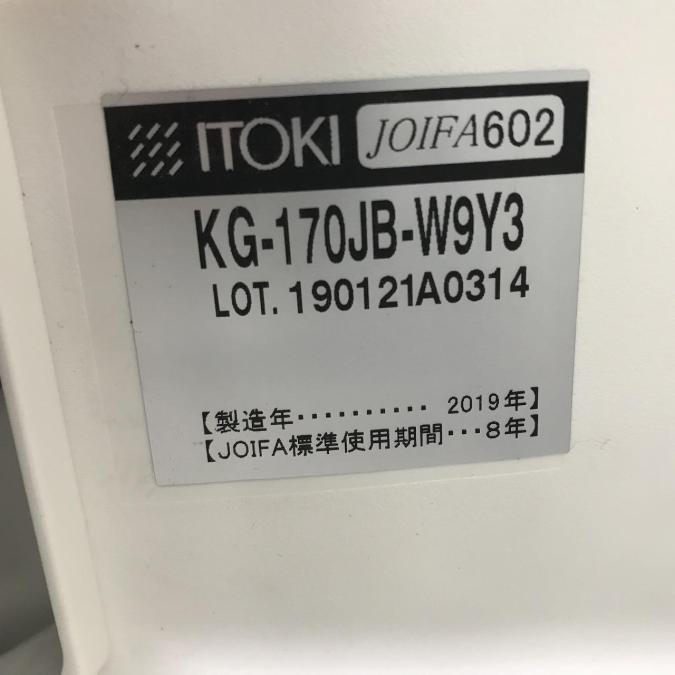 ITOKI JOIFA602
KG-170JB-W9Y3
LOT. 190121A0314
【製造年・・・・・・・・・・ 2019年】
【JOIFA標準使用期間・・・8年】